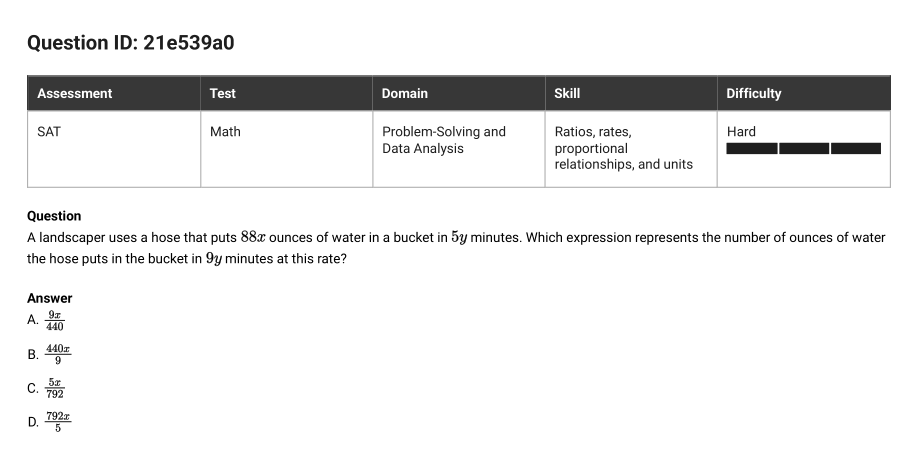 Question ID: 21e539a0
Assessment Test Domain Skill Difficulty
SAT Math Problem-Solving and Data Analysis Ratios, rates, proportional relationships, and units Hard
Question
A landscaper uses a hose that puts 88x ounces of water in a bucket in 5y minutes. Which expression represents the number of ounces of water
the hose puts in the bucket in 9y minutes at this rate?
Answer
A. 9x/440
B. 440x/9
C. 5x/792
D. 792x/5